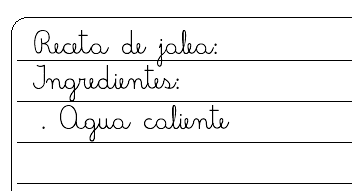 Receta de jalea:
Ingredientes:
. Agua caliente